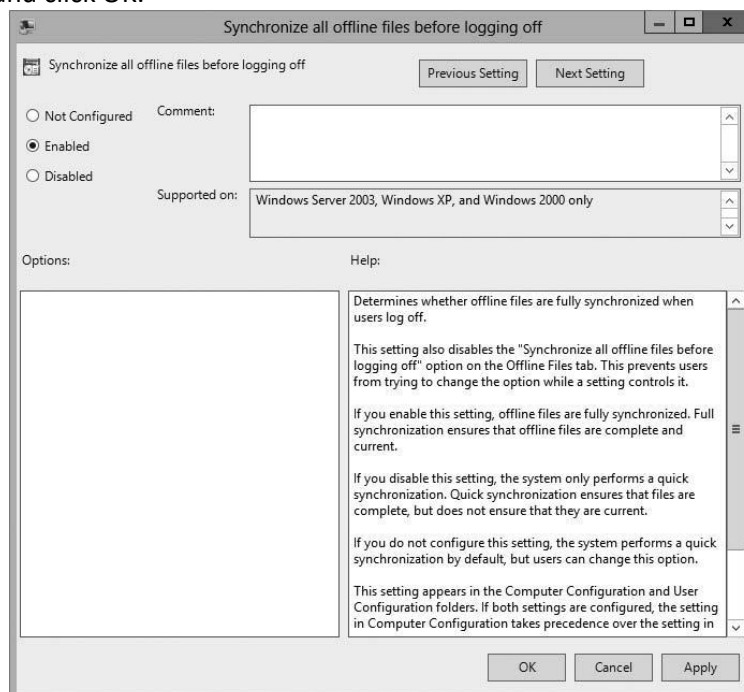 and click OK.
Synchronize all offline files before logging off
Synchronize all offline files before logging off
Previous Setting
Next Setting
Not Configured
Comment:
Enabled
Disabled
Supported on:
Windows Server 2003, Windows XP, and Windows 2000 only
Options:
Help:
Determines whether offline files are fully synchronized when
users log off.
This setting also disables the "Synchronize all offline files before
logging off" option on the Offline Files tab. This prevents users
from trying to change the option while a setting controls it.
If you enable this setting, offline files are fully synchronized. Full
synchronization ensures that offline files are complete and
current.
If you disable this setting, the system only performs a quick
synchronization. Quick synchronization ensures that files are
complete, but does not ensure that they are current.
If you do not configure this setting, the system performs a quick
synchronization by default, but users can change this option.
This setting appears in the Computer Configuration and User
Configuration folders. If both settings are configured, the setting
in Computer Configuration takes precedence over the setting in
OK
Cancel
Apply